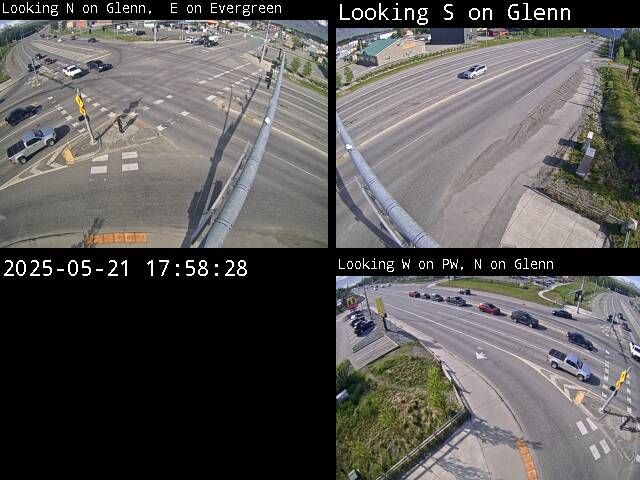 Looking N on Glenn,  E on Evergreen
Looking S on Glenn
2025-05-21 17:58:28
Looking W on PW, N on Glenn